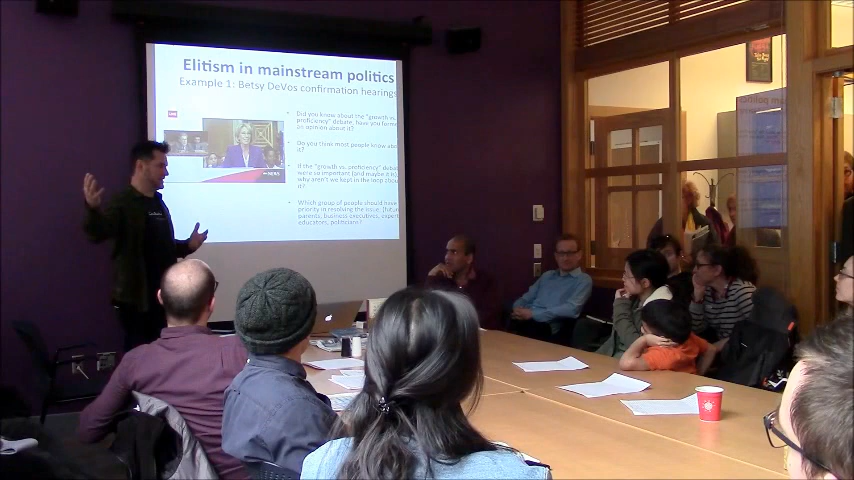 Elitism in mainstream politics
Example 1: Betsy DeVos confirmation hearings
• Did you know about the "growth vs.
proficiency" debate, have you formed
an opinion about it?
• Do you think most people know about
it?
• If the "growth vs. proficiency" debate
were so important (and maybe it is),
why aren't we kept in the loop about
it?
• Which group of people should have
priority in resolving the issue, [future]
parents, business executives, expert
educators, politicians?
NEWS